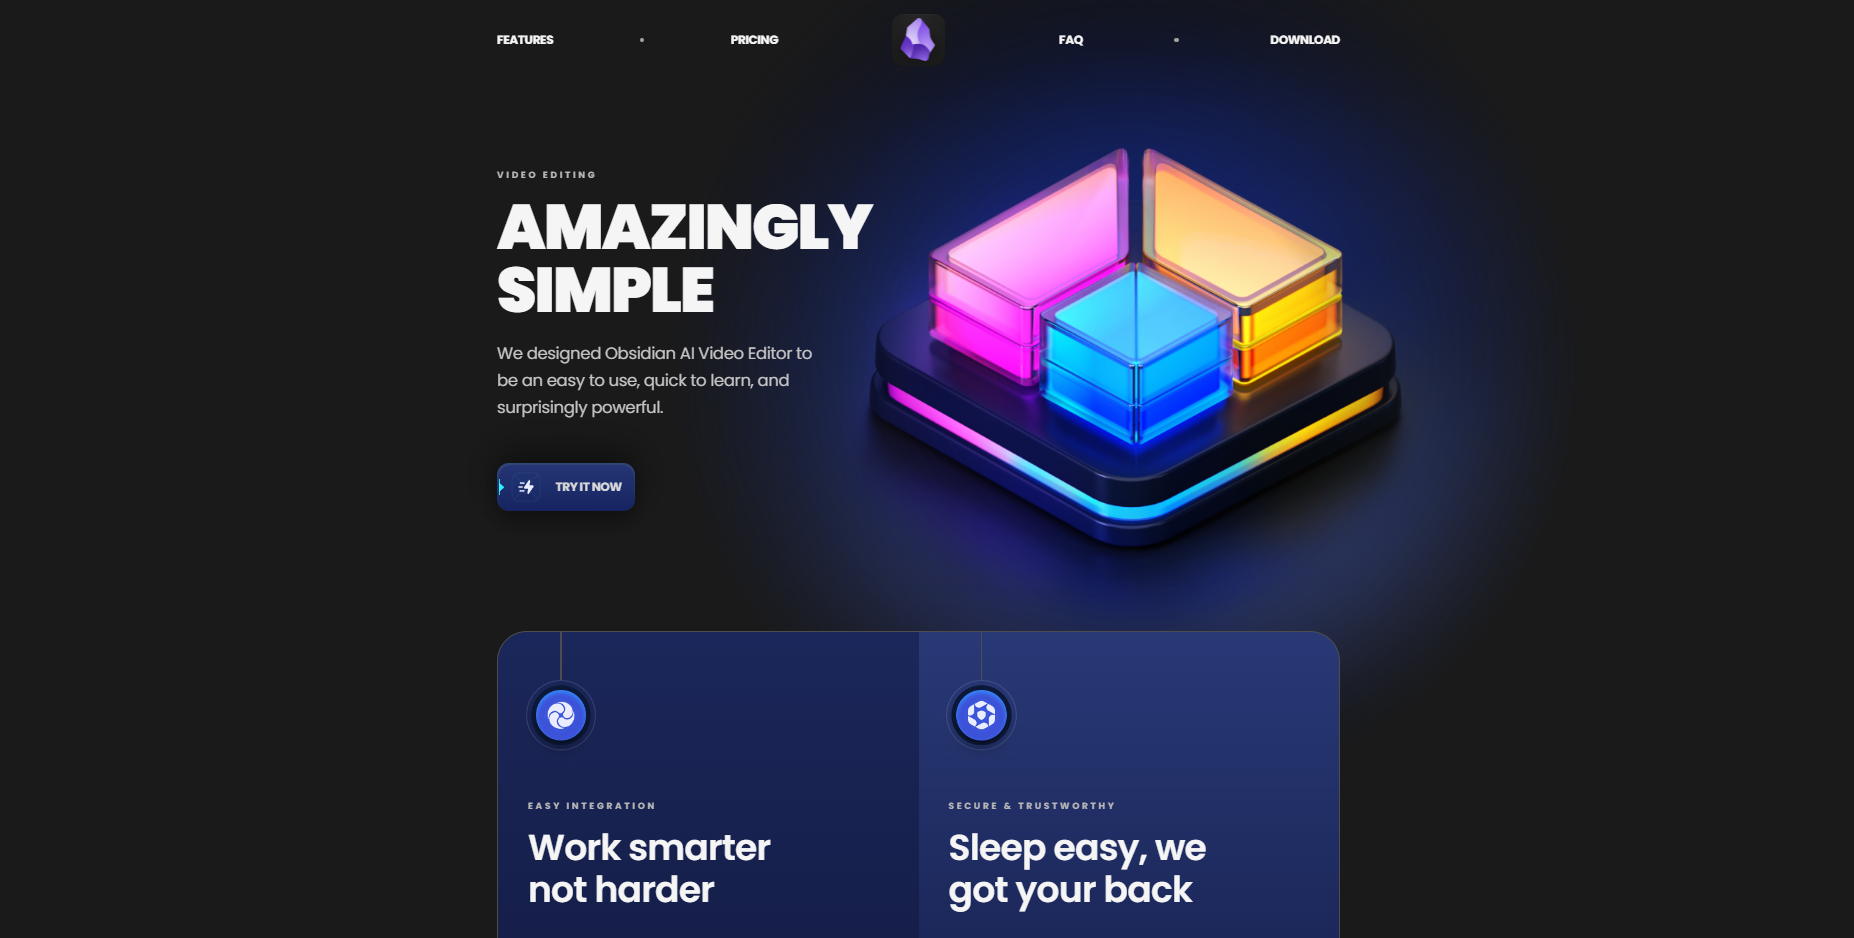 FEATURES
PRICING
FAQ
DOWNLOAD
VIDEO EDITING
AMAZINGLY
SIMPLE
We designed Obsidian AI Video Editor to
be an easy to use, quick to learn, and
surprisingly powerful.
TRY IT NOW
EASY INTEGRATION
Work smarter
not harder
SECURE & TRUSTWORTHY
Sleep easy, we
got your back